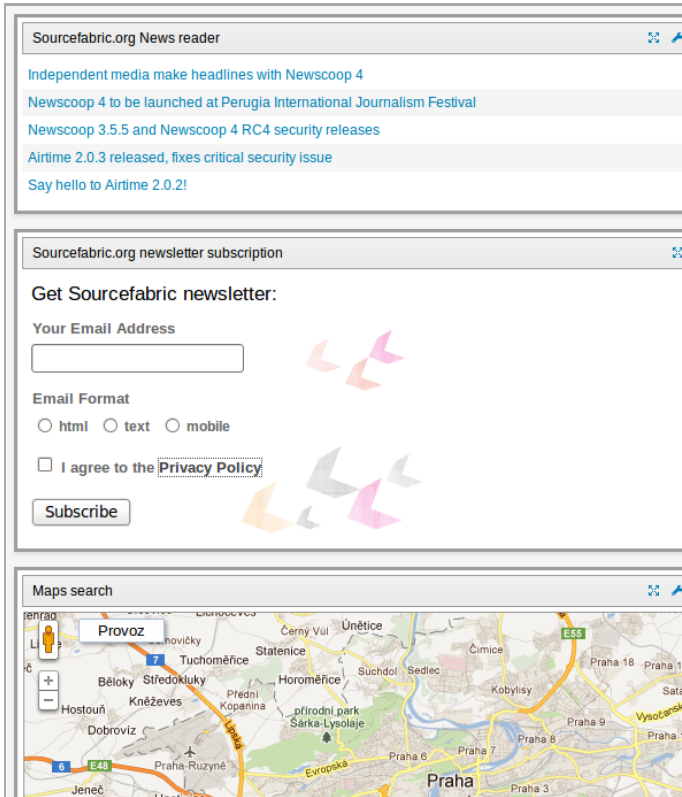 Sourcefabric.org News reader
Independent media make headlines with Newscoop 4
Newscoop 4 to be launched at Perugia International Journalism Festival
Newscoop 3.5.5 and Newscoop 4 RC4 security releases
Airtime 2.0.3 released, fixes critical security issue
Say hello to Airtime 2.0.2!
Sourcefabric.org newsletter subscription
Get Sourcefabric newsletter:
Your Email Address
Email Format
html text mobile
I agree to the Privacy Policy
Subscribe
Maps search
Provoz
Černý Vůl
Únětice
E55
Statenice
Čimice
7
Tuchoměřice
Suchdol
Sedlec
Praha 18
Běloky
Středokluky
Horoměřice
Kobylisy
Hostouň
Kněževes
Přední
Kopanina
přírodní park
Šárka-Lysolaje
Praha 9
Dobrovíz
Lipská
Praha 8
6
E48
Praha-Ruzyně
Evropská
Praha 6
Praha 7
Jeneč
Praha
Praha 3